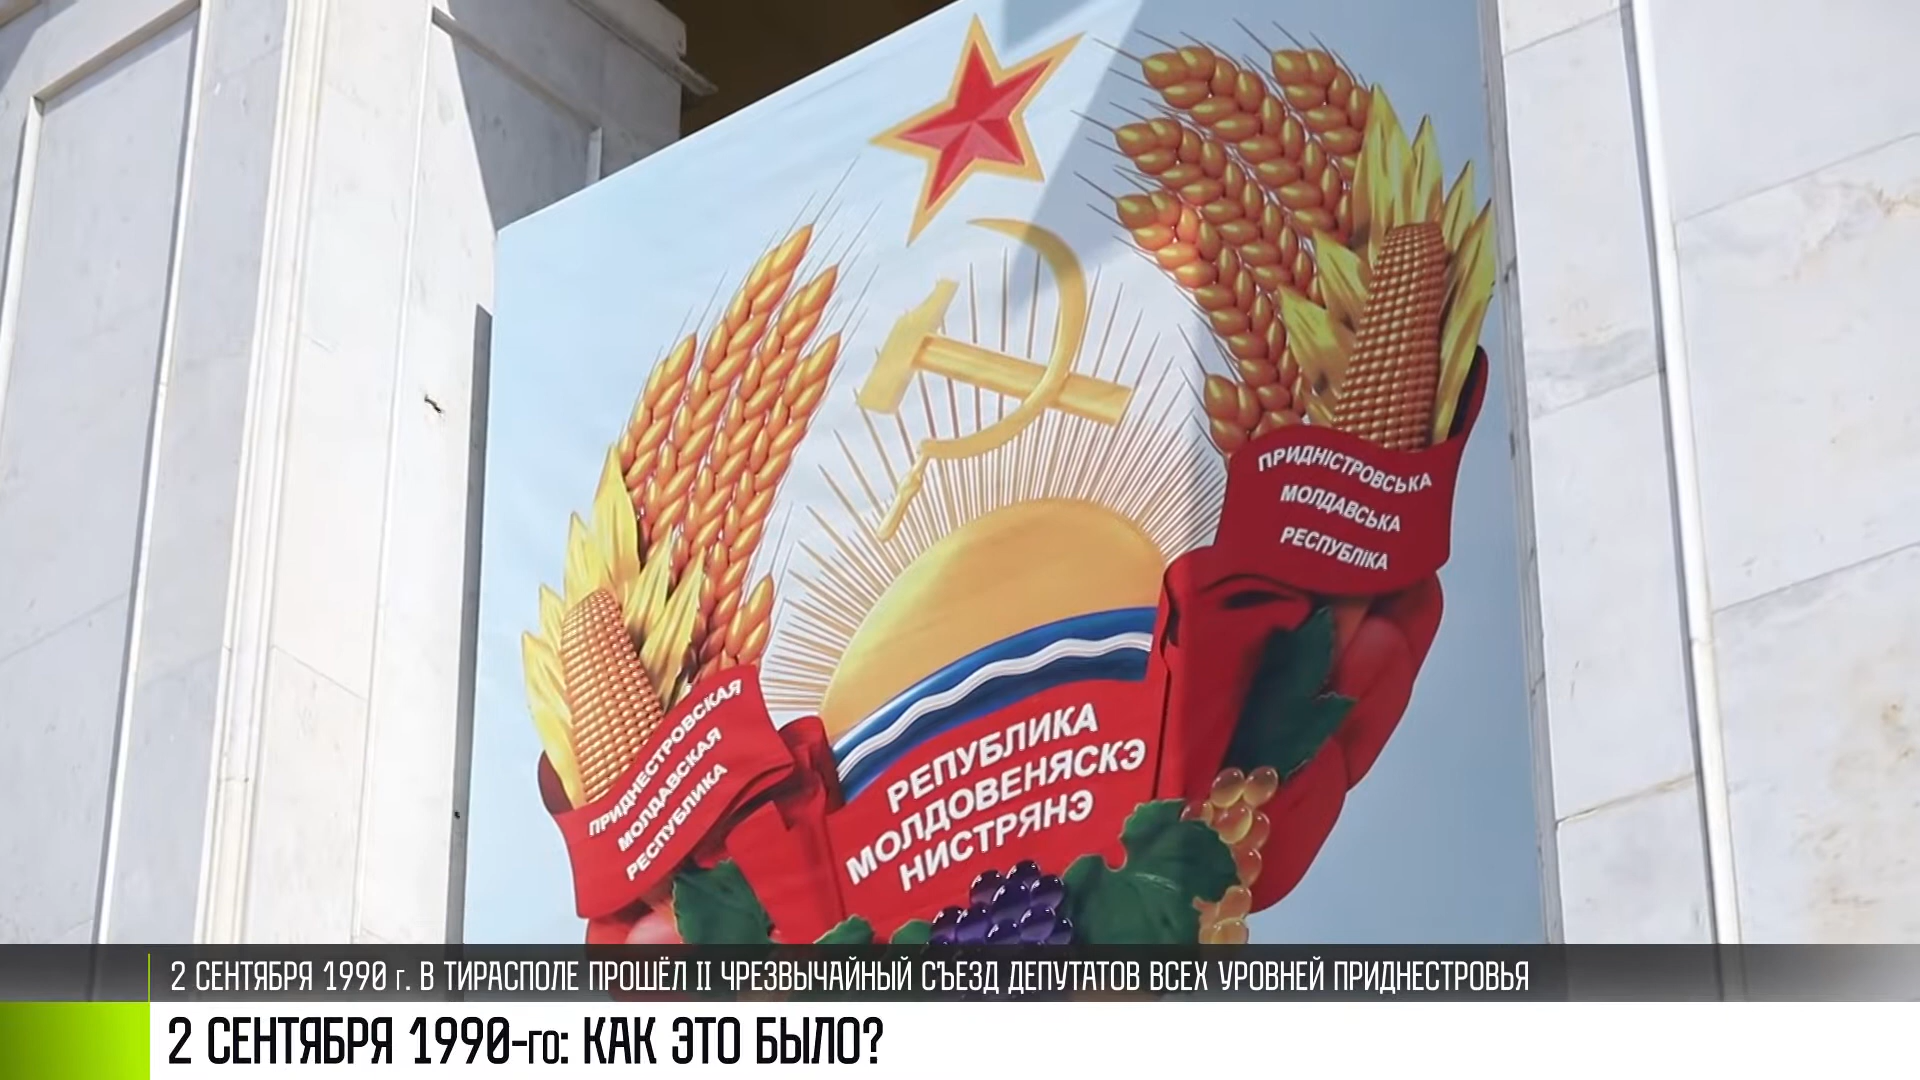 ПРИДНІСТРОВСЬКА
МОЛДАВСЬКА
РЕСПУБЛІКА
ПРИДНЕСТРОВСКАЯ
МОЛДАВСКАЯ
РЕСПУБЛИКА
РЕПУБЛИКА
МОЛДОВЕНЯСКЭ
НИСТРЯНЭ
2 СЕНТЯБРЯ 1990 г. В ТИРАСПОЛЕ ПРОШЁЛ II ЧРЕЗВЫЧАЙНЫЙ СЪЕЗД ДЕПУТАТОВ ВСЕХ УРОВНЕЙ ПРИДНЕСТРОВЬЯ
2 СЕНТЯБРЯ 1990-го: КАК ЭТО БЫЛО?